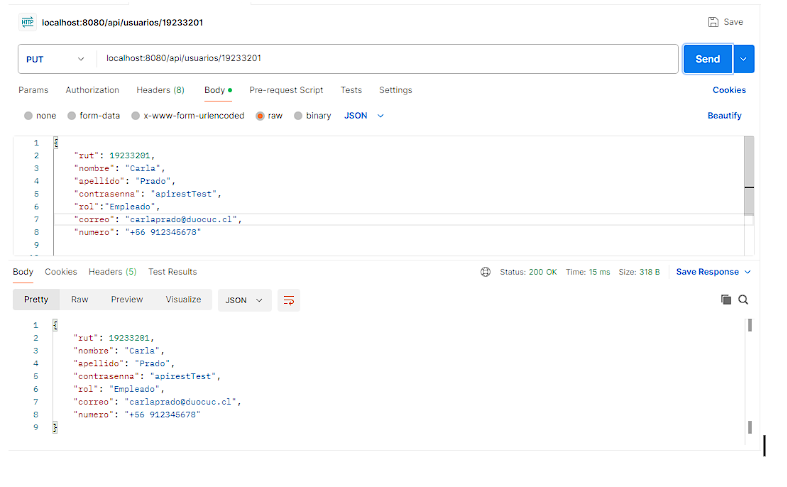 HTTP localhost:8080/api/usuarios/19233201 Save
PUT localhost:8080/api/usuarios/19233201 Send
Params Authorization Headers (8) Body Pre-request Script Tests Settings Cookies
none form-data x-www-form-urlencoded raw binary JSON Beautify
1 {
2 "rut": 19233201,
3 "nombre": "Carla",
4 "apellido": "Prado",
5 "contrasenna": "apirestTest",
6 "rol":"Empleado",
7 "correo": "carlaprado@duocuc.cl",
8 "numero": "+56 912345678"
9
Body Cookies Headers (5) Test Results Status: 200 OK Time: 15 ms Size: 318 B Save Response
Pretty Raw Preview Visualize JSON
1 {
2 "rut": 19233201,
3 "nombre": "Carla",
4 "apellido": "Prado",
5 "contrasenna": "apirestTest",
6 "rol": "Empleado",
7 "correo": "carlaprado@duocuc.cl",
8 "numero": "+56 912345678"
9 }